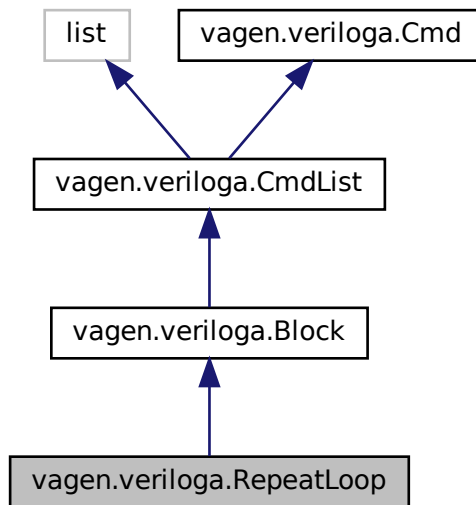 list
vagen.veriloga.Cmd
vagen.veriloga.CmdList
vagen.veriloga.Block
vagen.veriloga.RepeatLoop